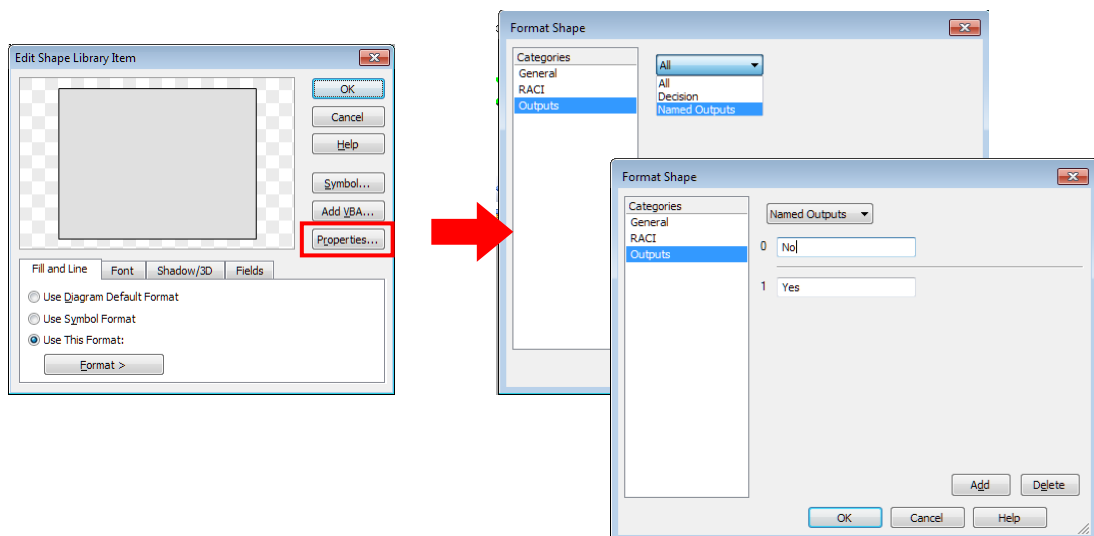 Edit Shape Library Item
OK
Cancel
Help
Symbol...
Add VBA...
Properties...
Fill and Line Font Shadow/3D Fields
Use Diagram Default Format
Use Symbol Format
Use This Format:
Format >
Format Shape
Categories
General
RACI
Outputs
All
All
Decision
Named Outputs
Format Shape
Categories
General
RACI
Outputs
Named Outputs
0 No
1 Yes
Add Delete
OK Cancel Help